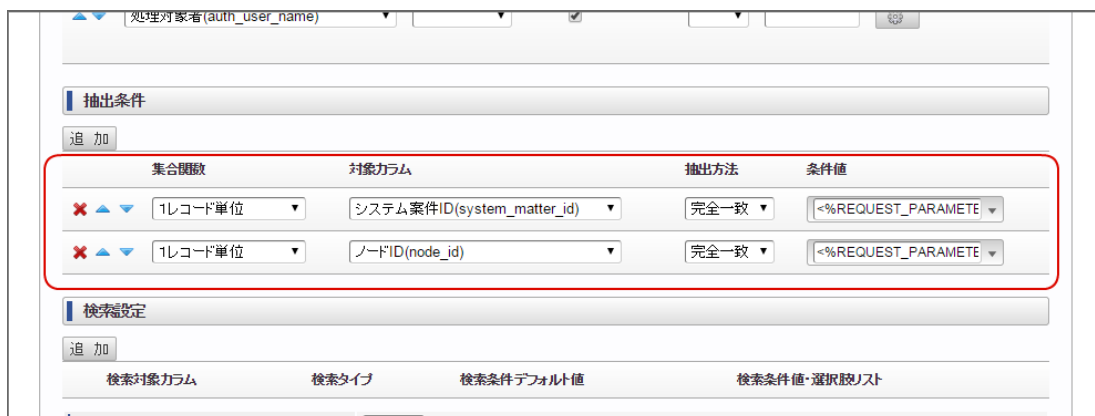 処理対象者(auth_user_name)
抽出条件
追 加
集合関数 対象カラム 抽出方法 条件値
1レコード単位 システム案件ID(system_matter_id) 完全一致 <%REQUEST_PARAMETE
1レコード単位 ノードID(node_id) 完全一致 <%REQUEST_PARAMETE
検索設定
追 加
検索対象カラム 検索タイプ 検索条件デフォルト値 検索条件値・選択肢リスト